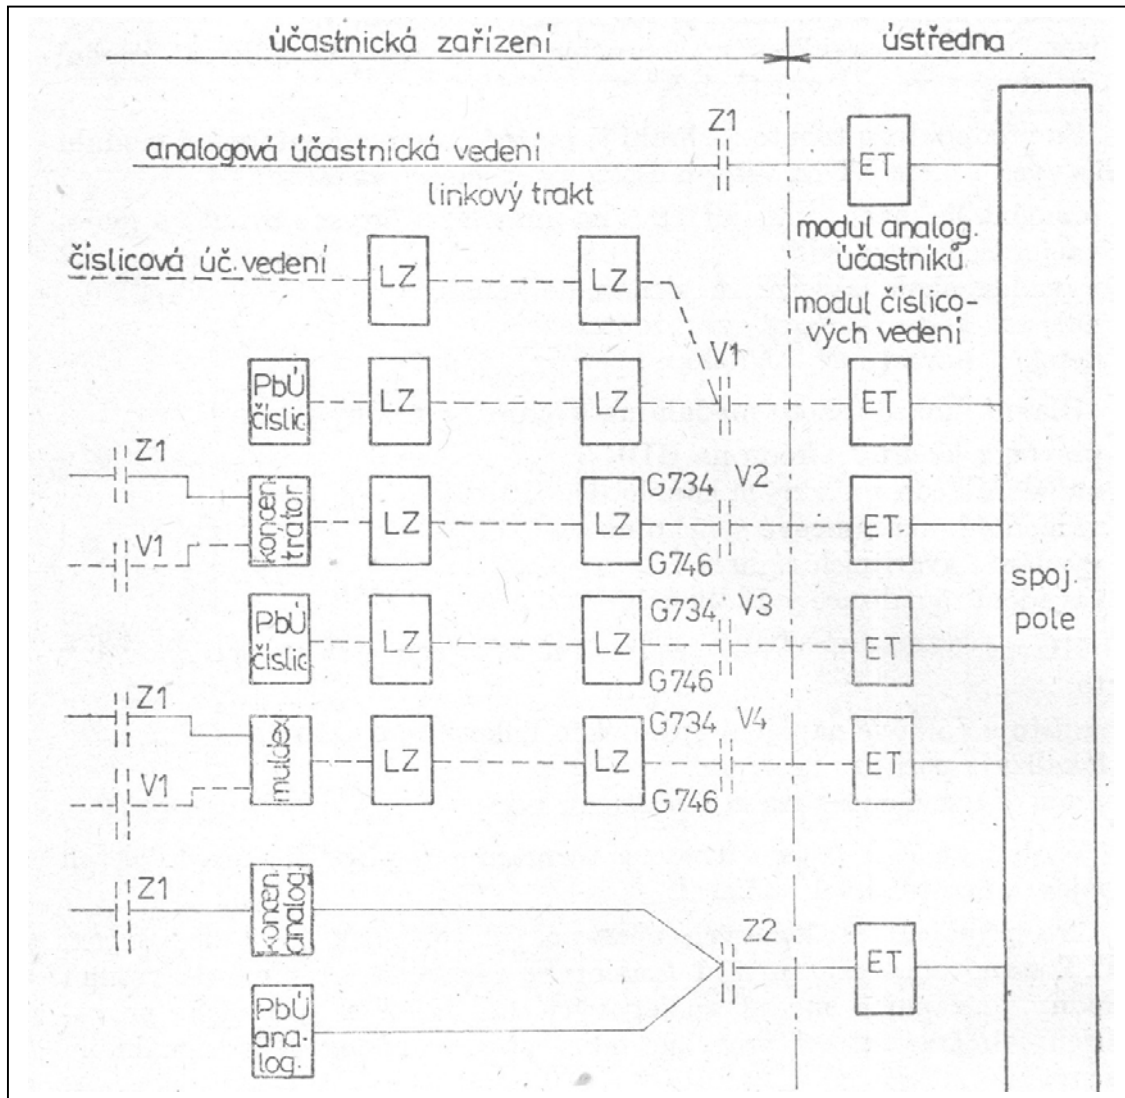 účastnická zařízení
ústředna
Z1
analogová účastnická vedení
ET
linkový trakt
modul analog.
účastníků
číslicová úč. vedení
LZ
LZ
modul číslico-
vých vedení
V1
PbÚ
číslic.
LZ
LZ
ET
Z1
V1
koncen-
trátor
LZ
LZ
G734
V2
G746
ET
spoj.
pole
PbÚ
číslic.
LZ
LZ
G734
V3
G746
ET
Z1
V1
muldex
LZ
LZ
G734
V4
G746
ET
Z1
koncen.
analog.
Z2
ET
PbÚ
ana-
log.